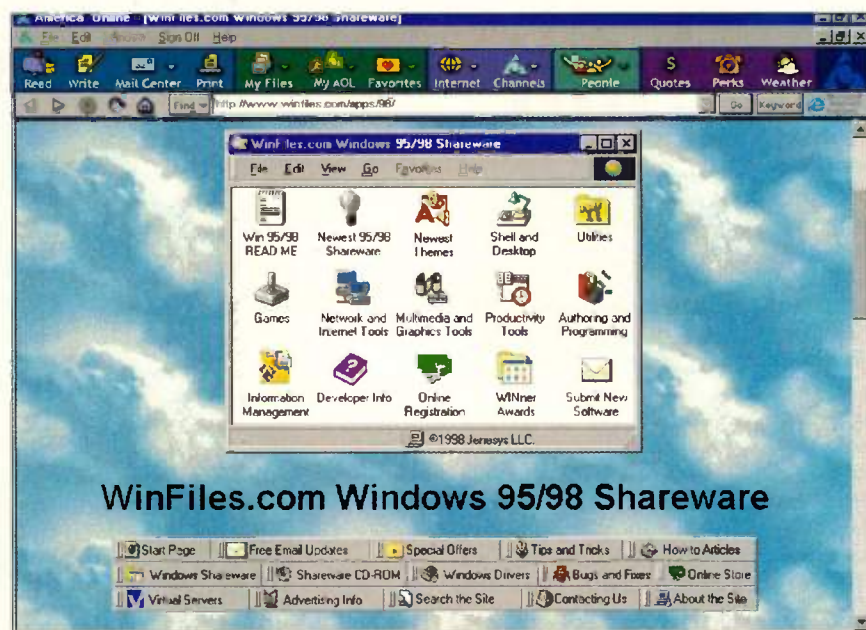 America Online - [WinFiles.com Windows 95/98 Shareware]
File Edit Window Sign Off Help
Read Write Mail Center Print My Files My AOL Favorites Internet Channels People Quotes Perks Weather
Find http://www.winfiles.com/apps/98/ Go Keyword
WinFiles.com Windows 95/98 Shareware
File Edit View Go Favorites Help
Win 95/98 Newest 95/98 Newest Shell and Utilities
READ ME Shareware Themes Desktop
Games Network and Multimedia and Productivity Authoring and
Internet Tools Graphics Tools Tools Programming
Information Developer Info Online WINner Submit New
Management Registration Awards Software
©1998 Jenesys LLC.
WinFiles.com Windows 95/98 Shareware
Start Page Free Email Updates Special Offers Tips and Tricks How to Articles
Windows Shareware Shareware CD-ROM Windows Drivers Bugs and Fixes Online Store
Virtual Servers Advertising Info Search the Site Contacting Us About the Site